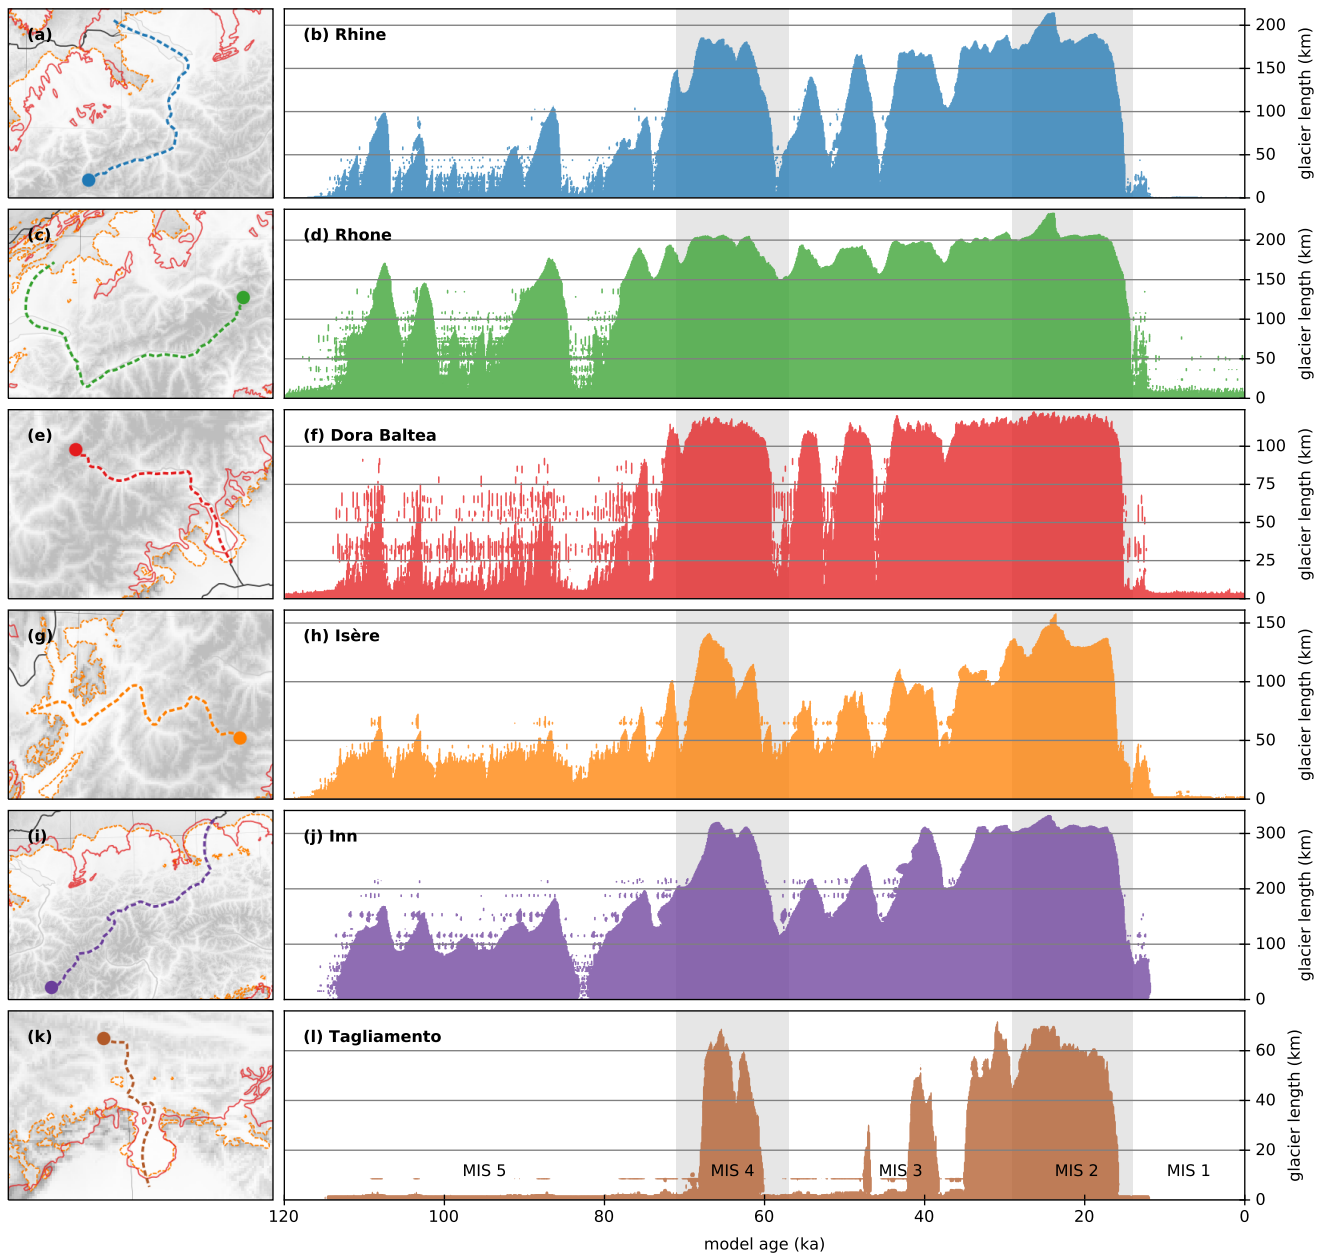 (a)
(b) Rhine
200
150
100
50
0
glacier length (km)
(c)
(d) Rhone
200
150
100
50
0
glacier length (km)
(e)
(f) Dora Baltea
100
75
50
25
0
glacier length (km)
(g)
(h) Isère
150
100
50
0
glacier length (km)
(i)
(j) Inn
300
200
100
0
glacier length (km)
(k)
(l) Tagliamento
60
40
20
0
glacier length (km)
MIS 5
MIS 4
MIS 3
MIS 2
MIS 1
120
100
80
60
40
20
0
model age (ka)